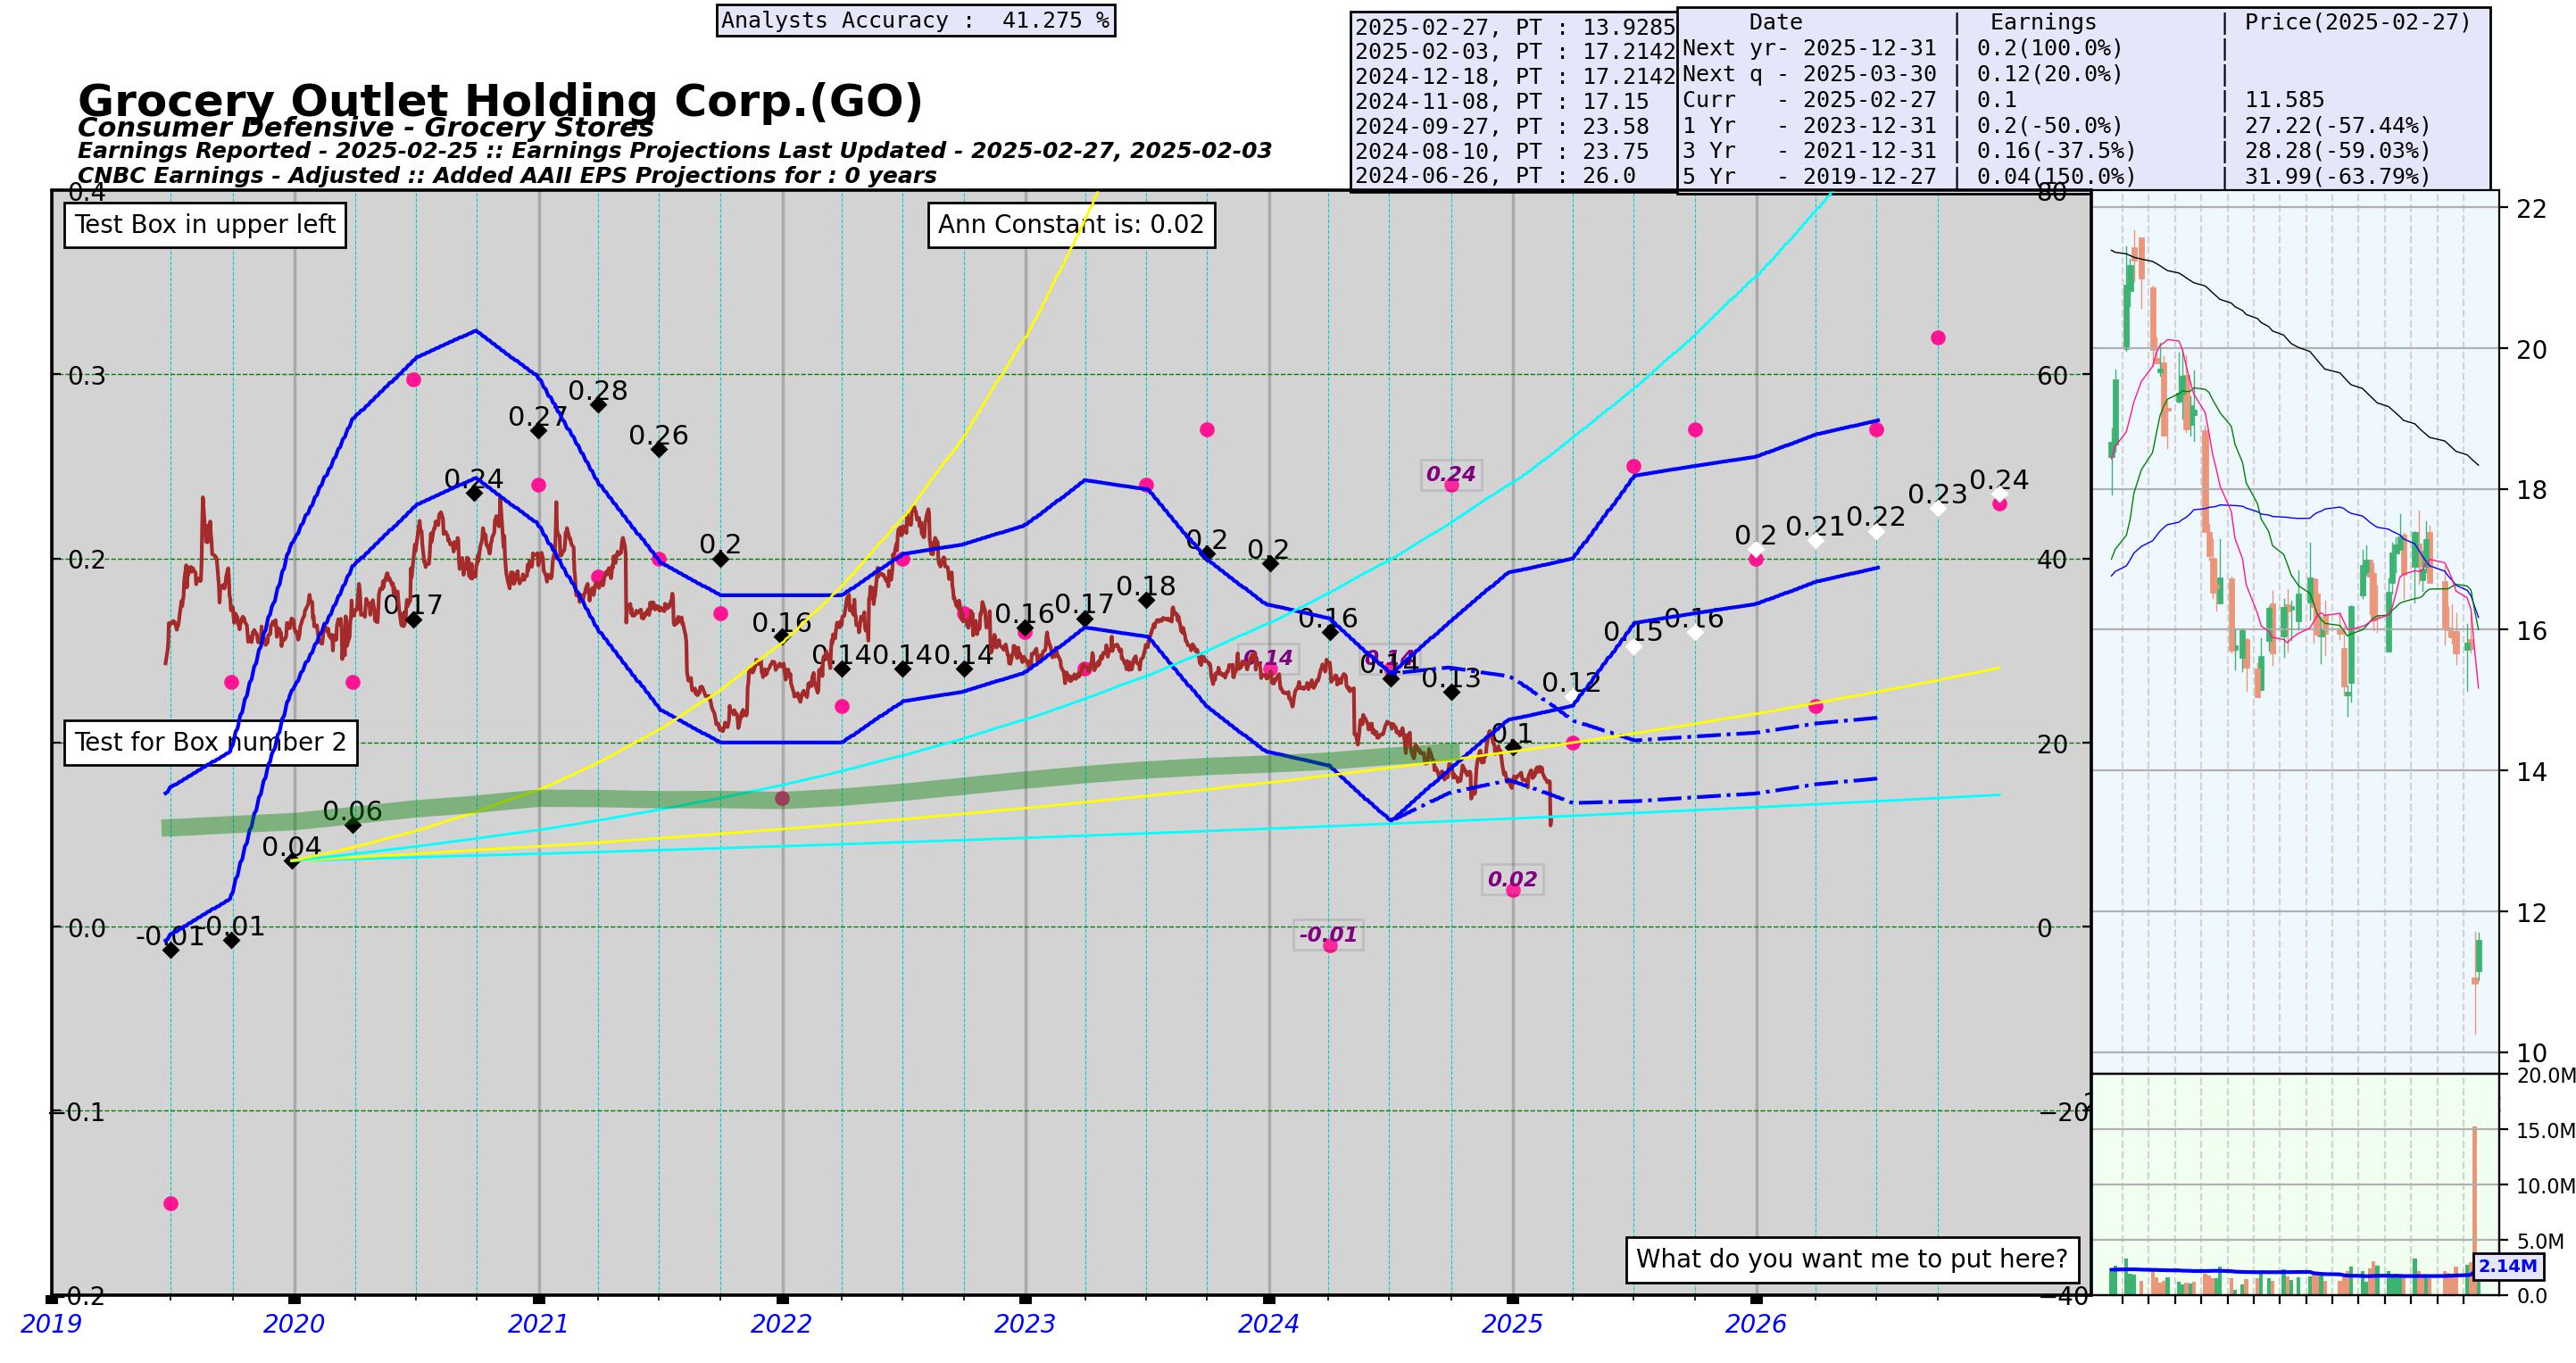 Analysts Accuracy :  41.275 %
2025-02-27, PT : 13.9285
2025-02-03, PT : 17.2142
2024-12-18, PT : 17.2142
2024-11-08, PT : 17.15
2024-09-27, PT : 23.58
2024-08-10, PT : 23.75
2024-06-26, PT : 26.0
Date | Earnings | Price(2025-02-27)
Next yr- 2025-12-31 | 0.2(100.0%) |
Next q - 2025-03-30 | 0.12(20.0%) |
Curr - 2025-02-27 | 0.1 | 11.585
1 Yr - 2023-12-31 | 0.2(-50.0%) | 27.22(-57.44%)
3 Yr - 2021-12-31 | 0.16(-37.5%) | 28.28(-59.03%)
5 Yr - 2019-12-27 | 0.04(150.0%) | 31.99(-63.79%)
Grocery Outlet Holding Corp.(GO)
Consumer Defensive - Grocery Stores
Earnings Reported - 2025-02-25 :: Earnings Projections Last Updated - 2025-02-27, 2025-02-03
CNBC Earnings - Adjusted :: Added AAII EPS Projections for : 0 years
0.4
0.3
0.2
0.0
−0.1
−0.2
Test Box in upper left
Ann Constant is: 0.02
Test for Box number 2
What do you want me to put here?
-0.01
-0.01
0.04
0.06
0.17
0.24
0.27
0.28
0.26
0.2
0.16
0.14
0.14
0.14
0.16
0.17
0.18
0.2
0.2
0.16
0.14
0.13
0.1
0.12
0.15
0.16
0.2
0.21
0.22
0.23
0.24
0.14
-0.01
0.14
0.24
0.02
80
60
40
20
0
−20
−40
22
20
18
16
14
12
10
20.0M
15.0M
10.0M
5.0M
2.14M
0.0
2019
2020
2021
2022
2023
2024
2025
2026